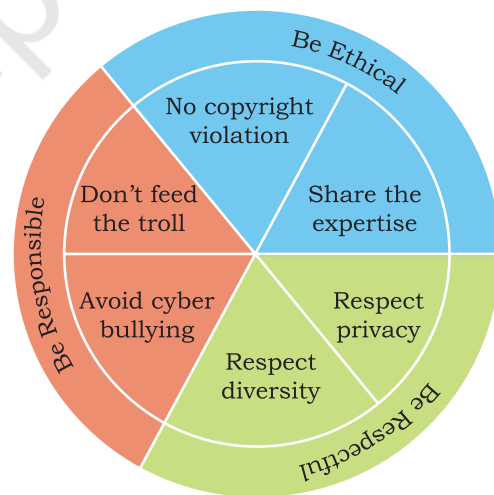 Be Ethical
No copyright
violation
Share the
expertise
Be Responsible
Don’t feed
the troll
Avoid cyber
bullying
Respect
privacy
Respect
diversity
Be Respectful